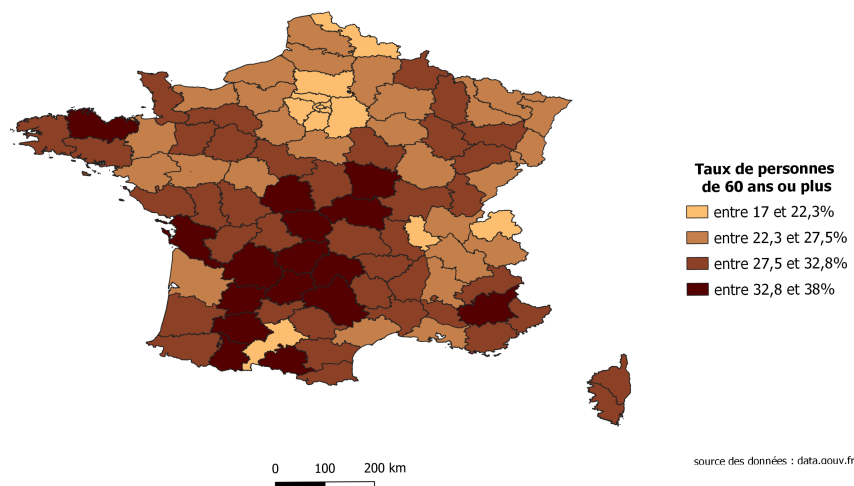 Taux de personnes
de 60 ans ou plus
entre 17 et 22,3%
entre 22,3 et 27,5%
entre 27,5 et 32,8%
entre 32,8 et 38%
source des données : data.gouv.fr
0 100 200 km